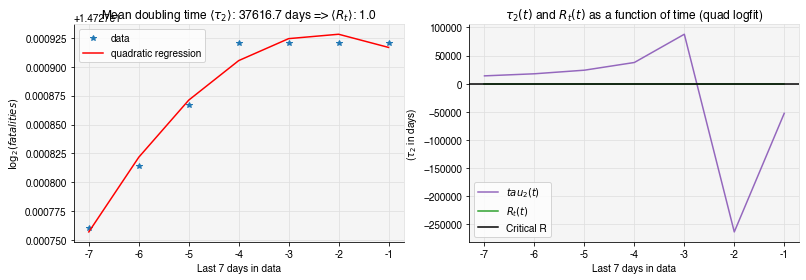 Mean doubling time ⟨τ₂⟩: 37616.7 days => ⟨Rₜ⟩: 1.0
data
quadratic regression
0.000925
0.000900
0.000875
0.000850
0.000825
0.000800
0.000775
0.000750
log₂(fatalities)
-7 -6 -5 -4 -3 -2 -1
Last 7 days in data
τ₂(t) and Rₜ(t) as a function of time (quad logfit)
100000
50000
0
−50000
−100000
−150000
−200000
−250000
(τ₂ in days)
tau₂(t)
Rₜ(t)
Critical R
-7 -6 -5 -4 -3 -2 -1
Last 7 days in data